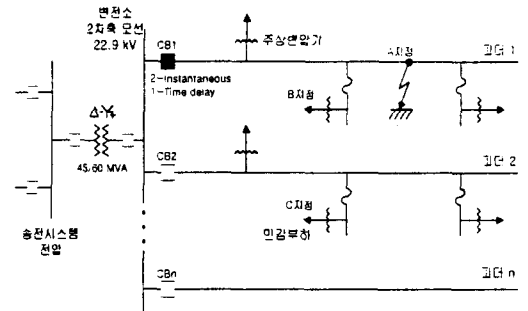 변전소
2차측 모선
22.9 kV
CB1
주상변압기
A지점
피더 1
2-Instantaneous
1-Time delay
B지점
Δ-Y
45/60 MVA
CB2
피더 2
C지점
민감부하
송전시스템
전압
CBn
피더 n